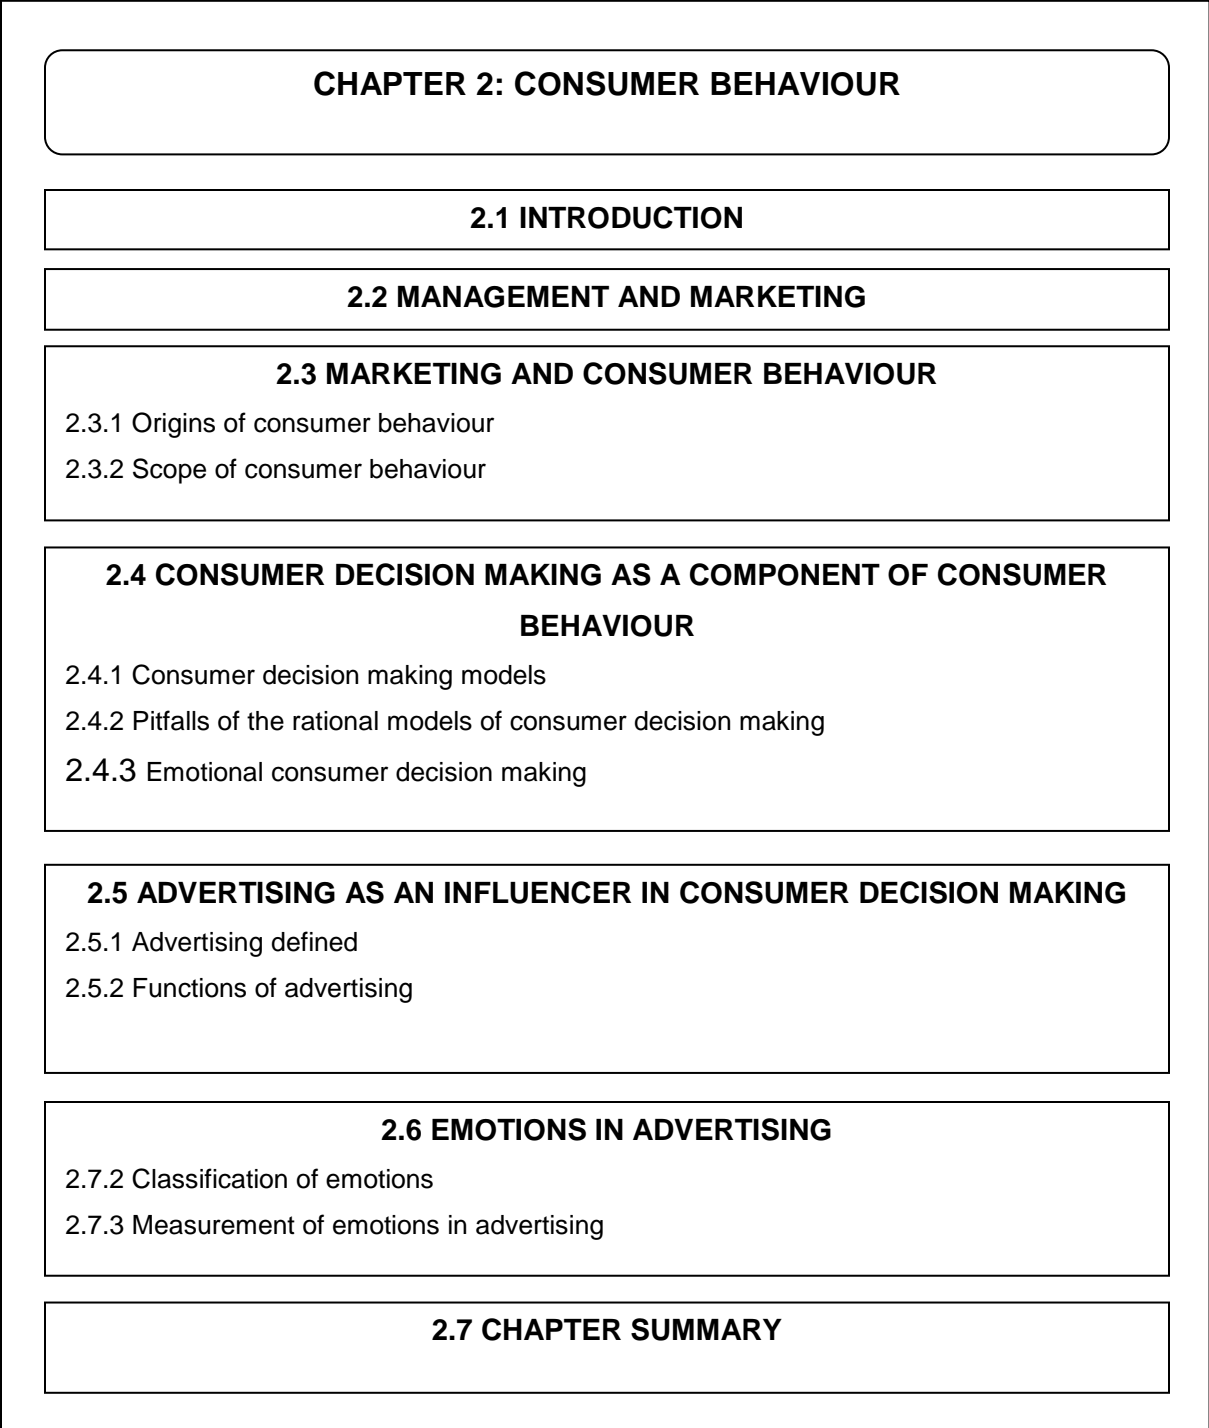 CHAPTER 2: CONSUMER BEHAVIOUR
2.1 INTRODUCTION
2.2 MANAGEMENT AND MARKETING
2.3 MARKETING AND CONSUMER BEHAVIOUR
2.3.1 Origins of consumer behaviour
2.3.2 Scope of consumer behaviour
2.4 CONSUMER DECISION MAKING AS A COMPONENT OF CONSUMER
BEHAVIOUR
2.4.1 Consumer decision making models
2.4.2 Pitfalls of the rational models of consumer decision making
2.4.3 Emotional consumer decision making
2.5 ADVERTISING AS AN INFLUENCER IN CONSUMER DECISION MAKING
2.5.1 Advertising defined
2.5.2 Functions of advertising
2.6 EMOTIONS IN ADVERTISING
2.7.2 Classification of emotions
2.7.3 Measurement of emotions in advertising
2.7 CHAPTER SUMMARY